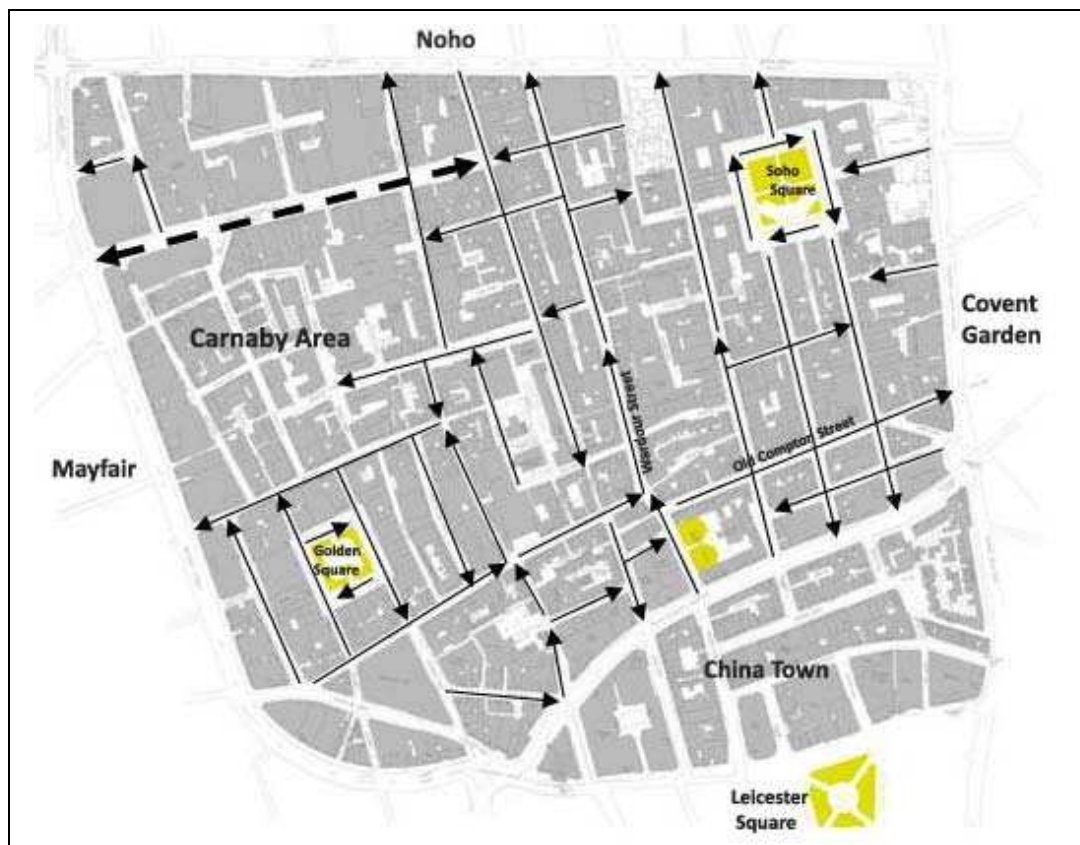 Noho
Soho
Square
Carnaby Area
Covent
Garden
Wardour Street
Old Compton Street
Mayfair
Golden
Square
China Town
Leicester
Square